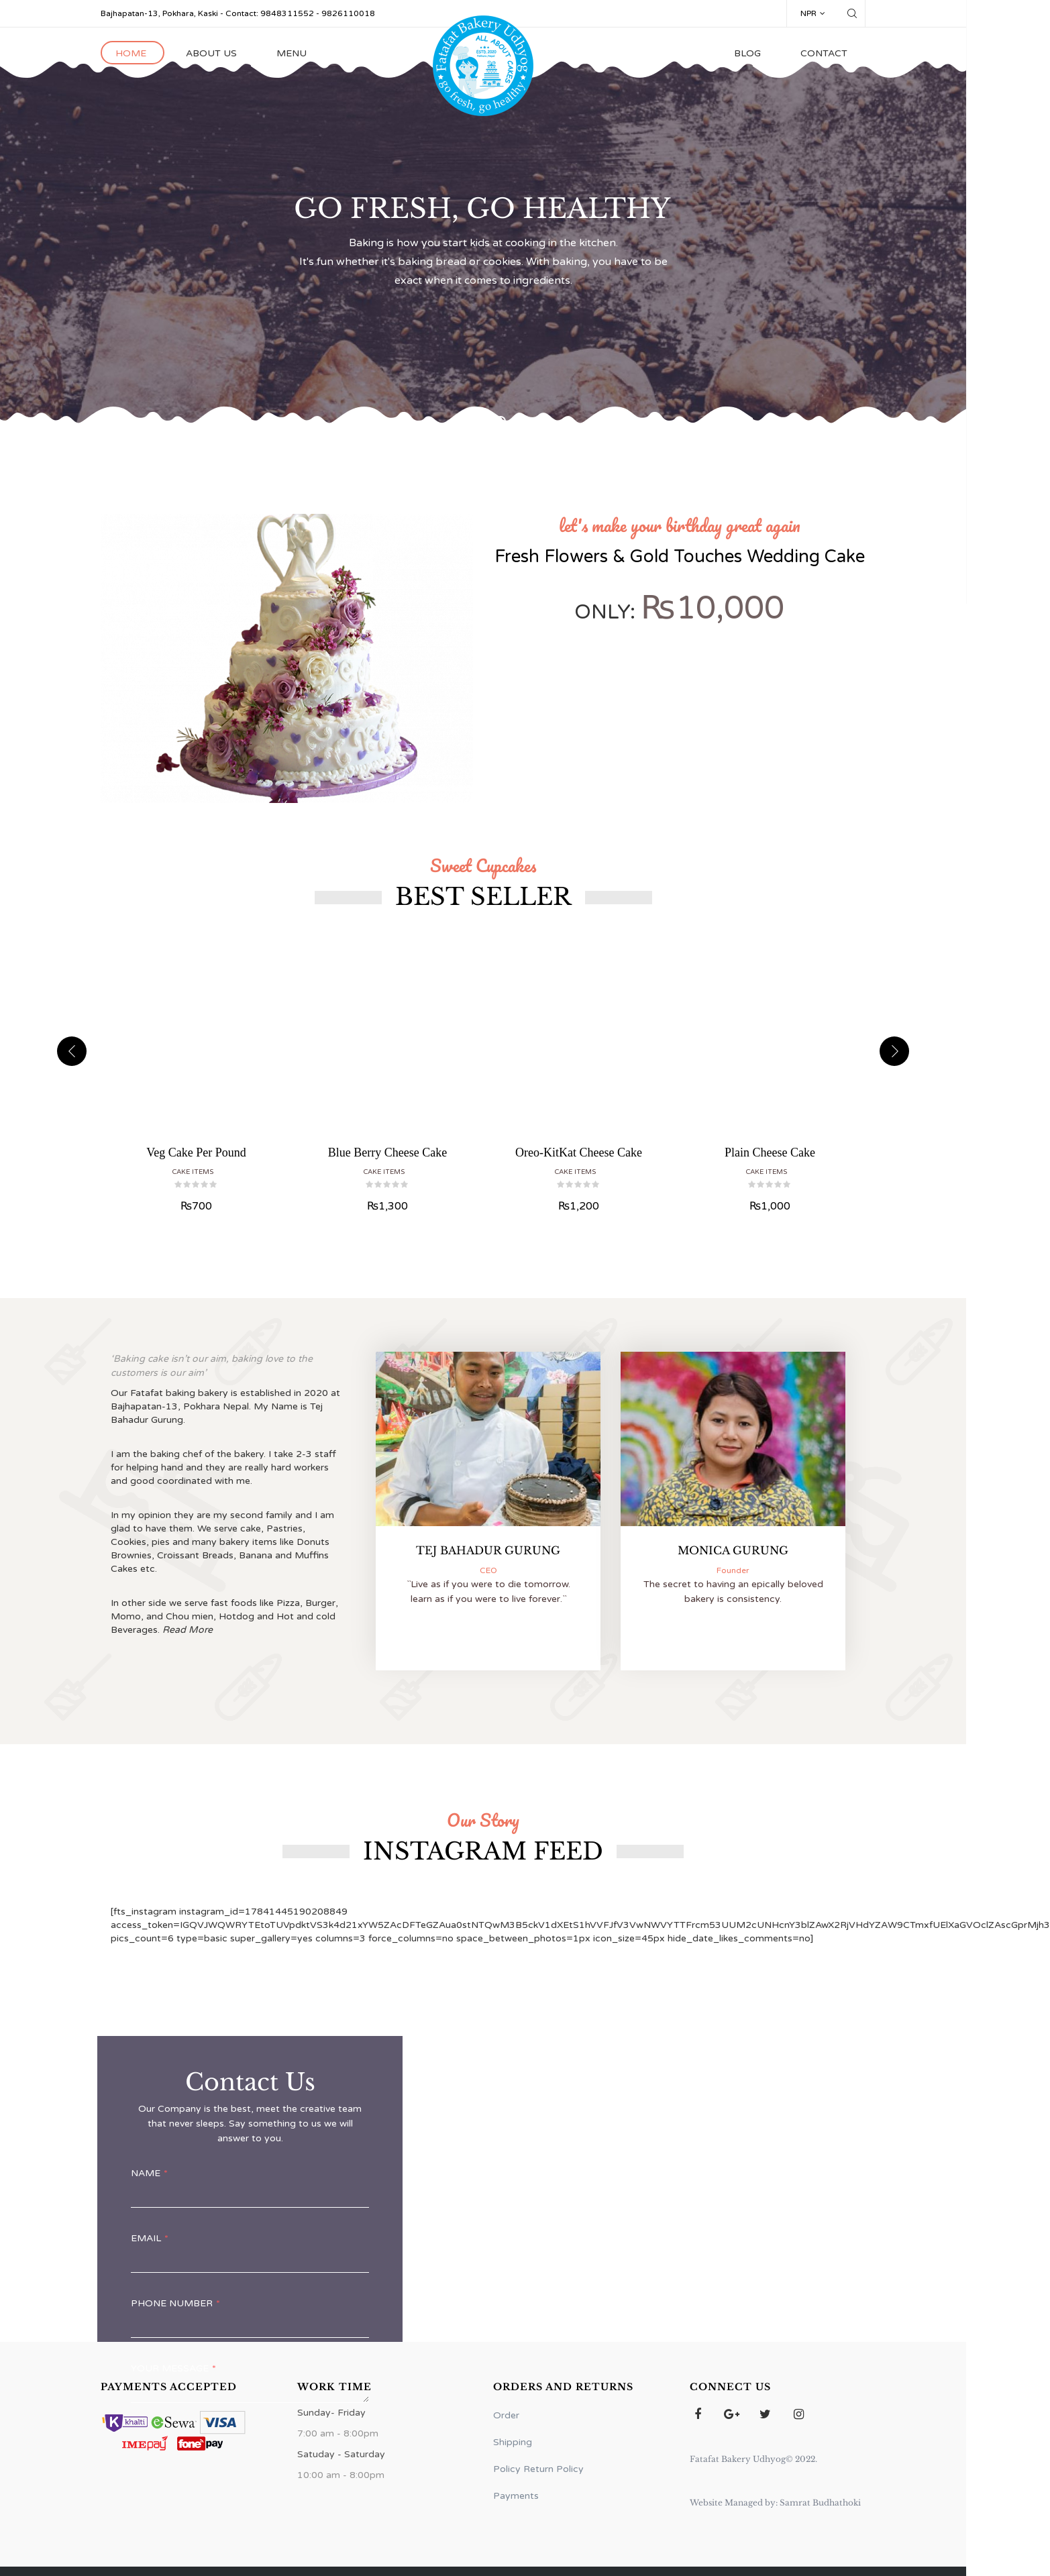 Bajhapatan-13, Pokhara, Kaski - Contact: 9848311552 - 9826110018
NPR
HOME
ABOUT US
MENU
Fatafat Bakery Udhyog
ALL ABOUT CAKES
go fresh, go healthy
BLOG
CONTACT
GO FRESH, GO HEALTHY
Baking is how you start kids at cooking in the kitchen.
It's fun whether it's baking bread or cookies. With baking, you have to be
exact when it comes to ingredients.
let's make your birthday great again
Fresh Flowers & Gold Touches Wedding Cake
ONLY: ₨10,000
Sweet Cupcakes
BEST SELLER
Veg Cake Per Pound
CAKE ITEMS
₨700
Blue Berry Cheese Cake
CAKE ITEMS
₨1,300
Oreo-KitKat Cheese Cake
CAKE ITEMS
₨1,200
Plain Cheese Cake
CAKE ITEMS
₨1,000
'Baking cake isn't our aim, baking love to the
customers is our aim'
Our Fatafat baking bakery is established in 2020 at
Bajhapatan-13, Pokhara Nepal. My Name is Tej
Bahadur Gurung.
I am the baking chef of the bakery. I take 2-3 staff
for helping hand and they are really hard workers
and good coordinated with me.
In my opinion they are my second family and I am
glad to have them. We serve cake, Pastries,
Cookies, pies and many bakery items like Donuts
Brownies, Croissant Breads, Banana and Muffins
Cakes etc.
In other side we serve fast foods like Pizza, Burger,
Momo, and Chou mien, Hotdog and Hot and cold
Beverages. Read More
TEJ BAHADUR GURUNG
CEO
"Live as if you were to die tomorrow.
learn as if you were to live forever."
MONICA GURUNG
Founder
The secret to having an epically beloved
bakery is consistency.
Our Story
INSTAGRAM FEED
[fts_instagram instagram_id=17841445190208849
pics_count=6 type=basic super_gallery=yes columns=3 force_columns=no space_between_photos=1px icon_size=45px hide_date_likes_comments=no]
Contact Us
Our Company is the best, meet the creative team
that never sleeps. Say something to us we will
answer to you.
NAME *
EMAIL *
PHONE NUMBER *
*
PAYMENTS ACCEPTED
khalti
eSewa
VISA
IMEpay
fonepay
WORK TIME
Sunday- Friday
7:00 am - 8:00pm
Satuday - Saturday
10:00 am - 8:00pm
ORDERS AND RETURNS
Order
Shipping
Policy Return Policy
Payments
CONNECT US
Fatafat Bakery Udhyog© 2022.
Website Managed by: Samrat Budhathoki